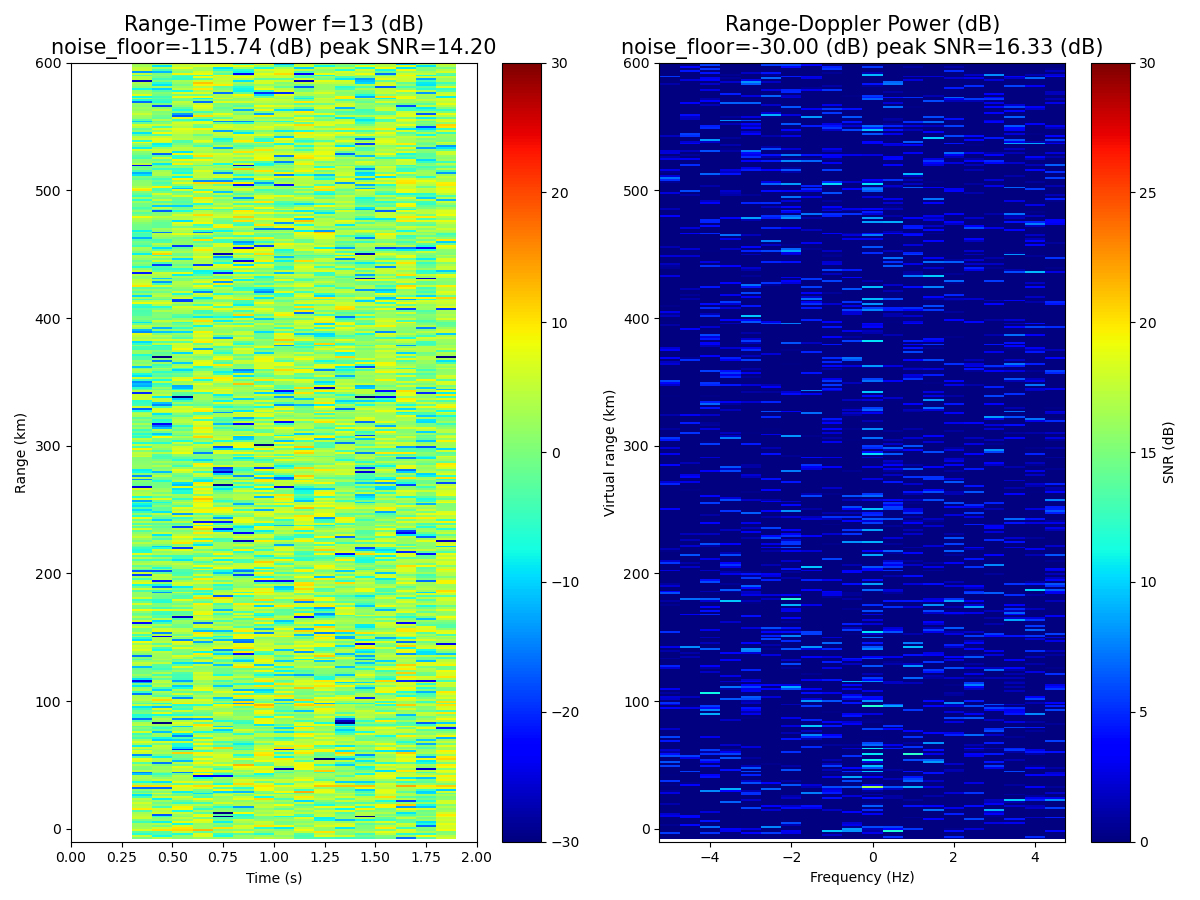 Range-Time Power f=13 (dB)
noise_floor=-115.74 (dB) peak SNR=14.20
Range (km)
600
500
400
300
200
100
0
0.00 0.25 0.50 0.75 1.00 1.25 1.50 1.75 2.00
Time (s)
30
20
10
0
−10
−20
−30
Range-Doppler Power (dB)
noise_floor=-30.00 (dB) peak SNR=16.33 (dB)
Virtual range (km)
600
500
400
300
200
100
0
−4 −2 0 2 4
Frequency (Hz)
30
25
20
15
10
5
0
SNR (dB)